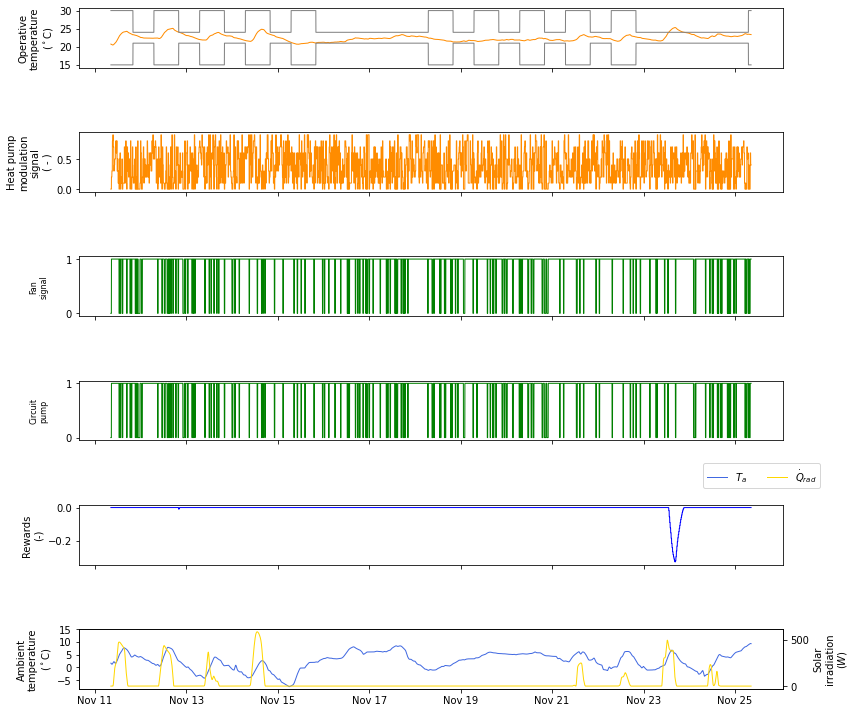 Operative
temperature
(°C)
30
25
20
15
Heat pump
modulation
signal
( - )
0.5
0.0
Fan
signal
1
0
Circuit
pump
1
0
T_a
Q̇_rad
Rewards
(-)
0.0
−0.2
Ambient
temperature
(°C)
15
10
5
0
−5
500
0
Solar
irradiation
(W)
Nov 11 Nov 13 Nov 15 Nov 17 Nov 19 Nov 21 Nov 23 Nov 25